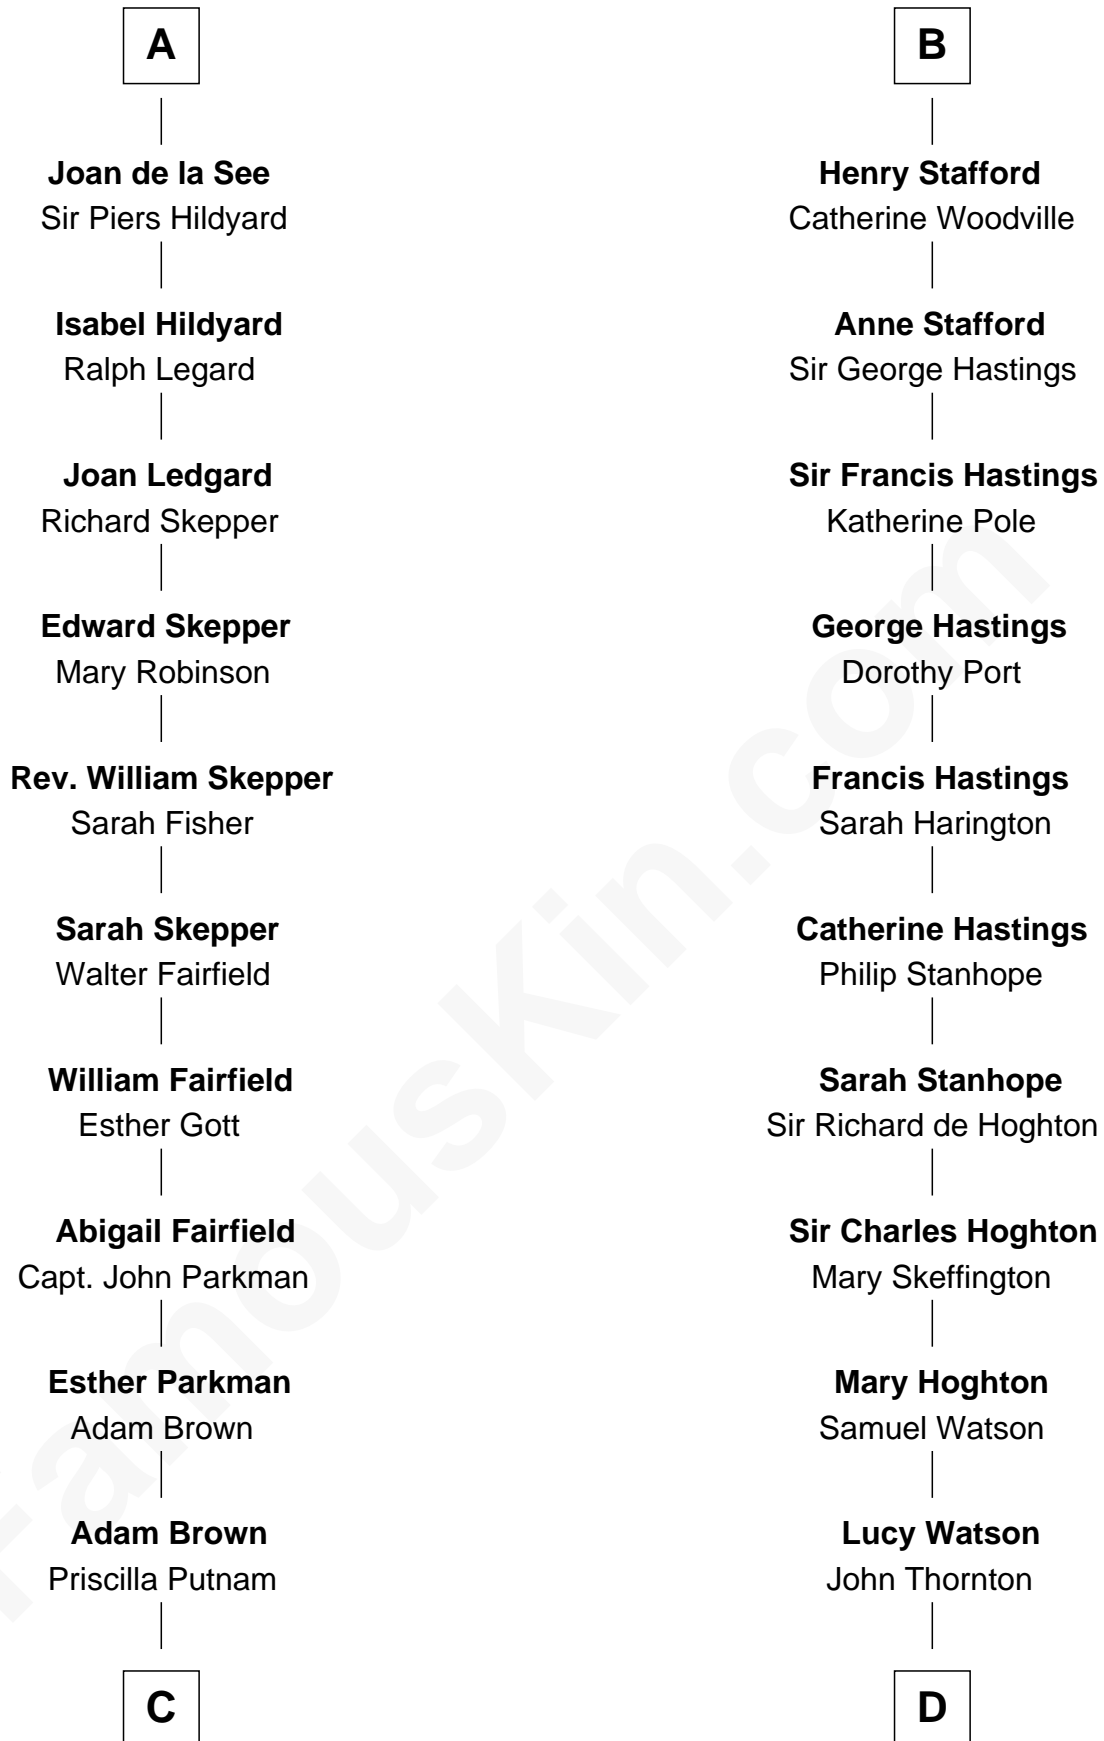 A
Joan de la See
Sir Piers Hildyard
Isabel Hildyard
Ralph Legard
Joan Ledgard
Richard Skepper
Edward Skepper
Mary Robinson
Rev. William Skepper
Sarah Fisher
Sarah Skepper
Walter Fairfield
William Fairfield
Esther Gott
Abigail Fairfield
Capt. John Parkman
Esther Parkman
Adam Brown
Adam Brown
Priscilla Putnam
C
B
Henry Stafford
Catherine Woodville
Anne Stafford
Sir George Hastings
Sir Francis Hastings
Katherine Pole
George Hastings
Dorothy Port
Francis Hastings
Sarah Harington
Catherine Hastings
Philip Stanhope
Sarah Stanhope
Sir Richard de Hoghton
Sir Charles Hoghton
Mary Skeffington
Mary Hoghton
Samuel Watson
Lucy Watson
John Thornton
D
FamousKin.com